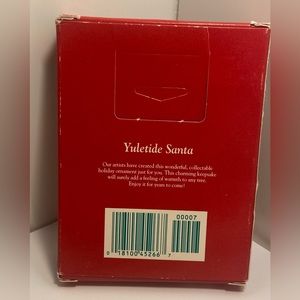 Yuletide Santa
Our artists have created this wonderful, collectable
holiday ornament just for you. This charming keepsake
will surely add a feeling of warmth to any tree.
Enjoy it for years to come!
00007
0 18100 45266 7